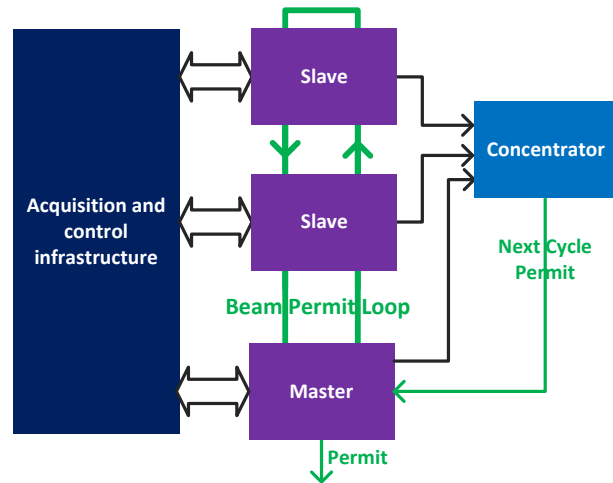 Slave
Concentrator
Acquisition and
control
infrastructure
Slave
Next Cycle
Permit
Beam Permit Loop
Master
Permit